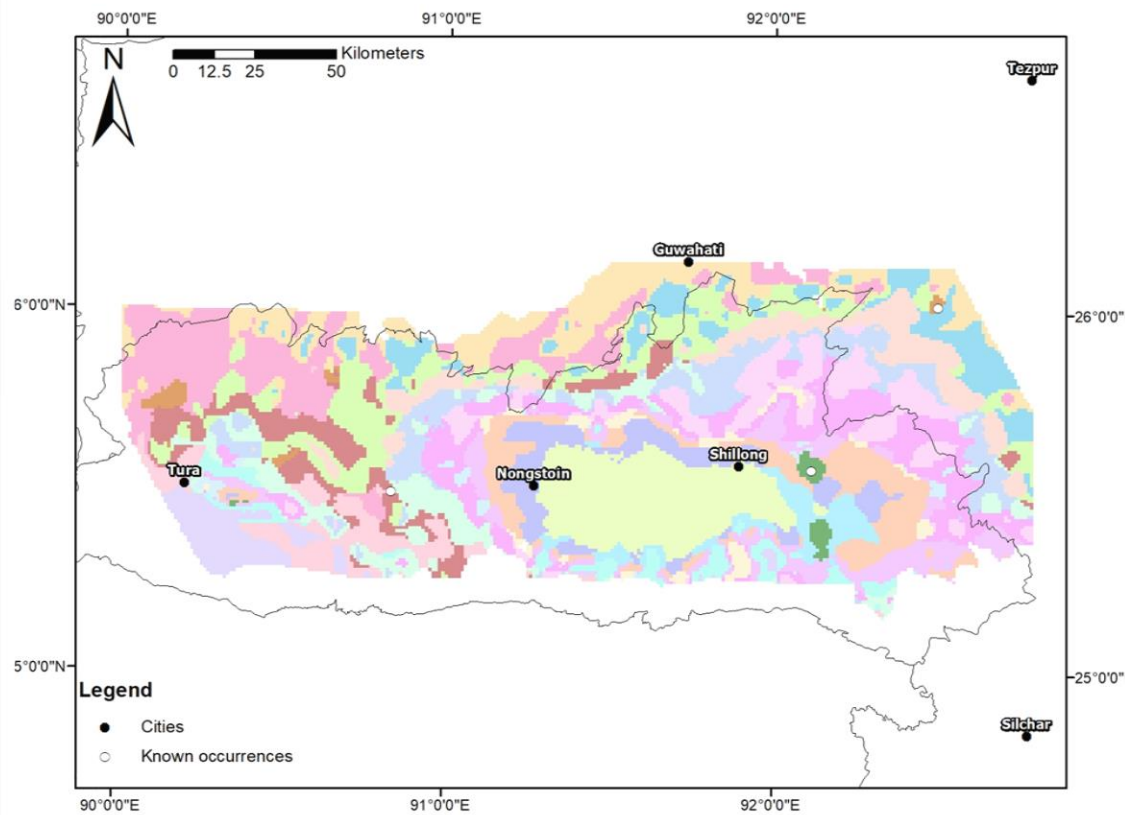 90°0'0"E 91°0'0"E 92°0'0"E
N
Kilometers
0 12.5 25 50
Tezpur
Guwahati
6°0'0"N
26°0'0"
Shillong
Tura
Nongstoin
5°0'0"N
25°0'0"
Legend
Cities
Silchar
Known occurrences
90°0'0"E 91°0'0"E 92°0'0"E